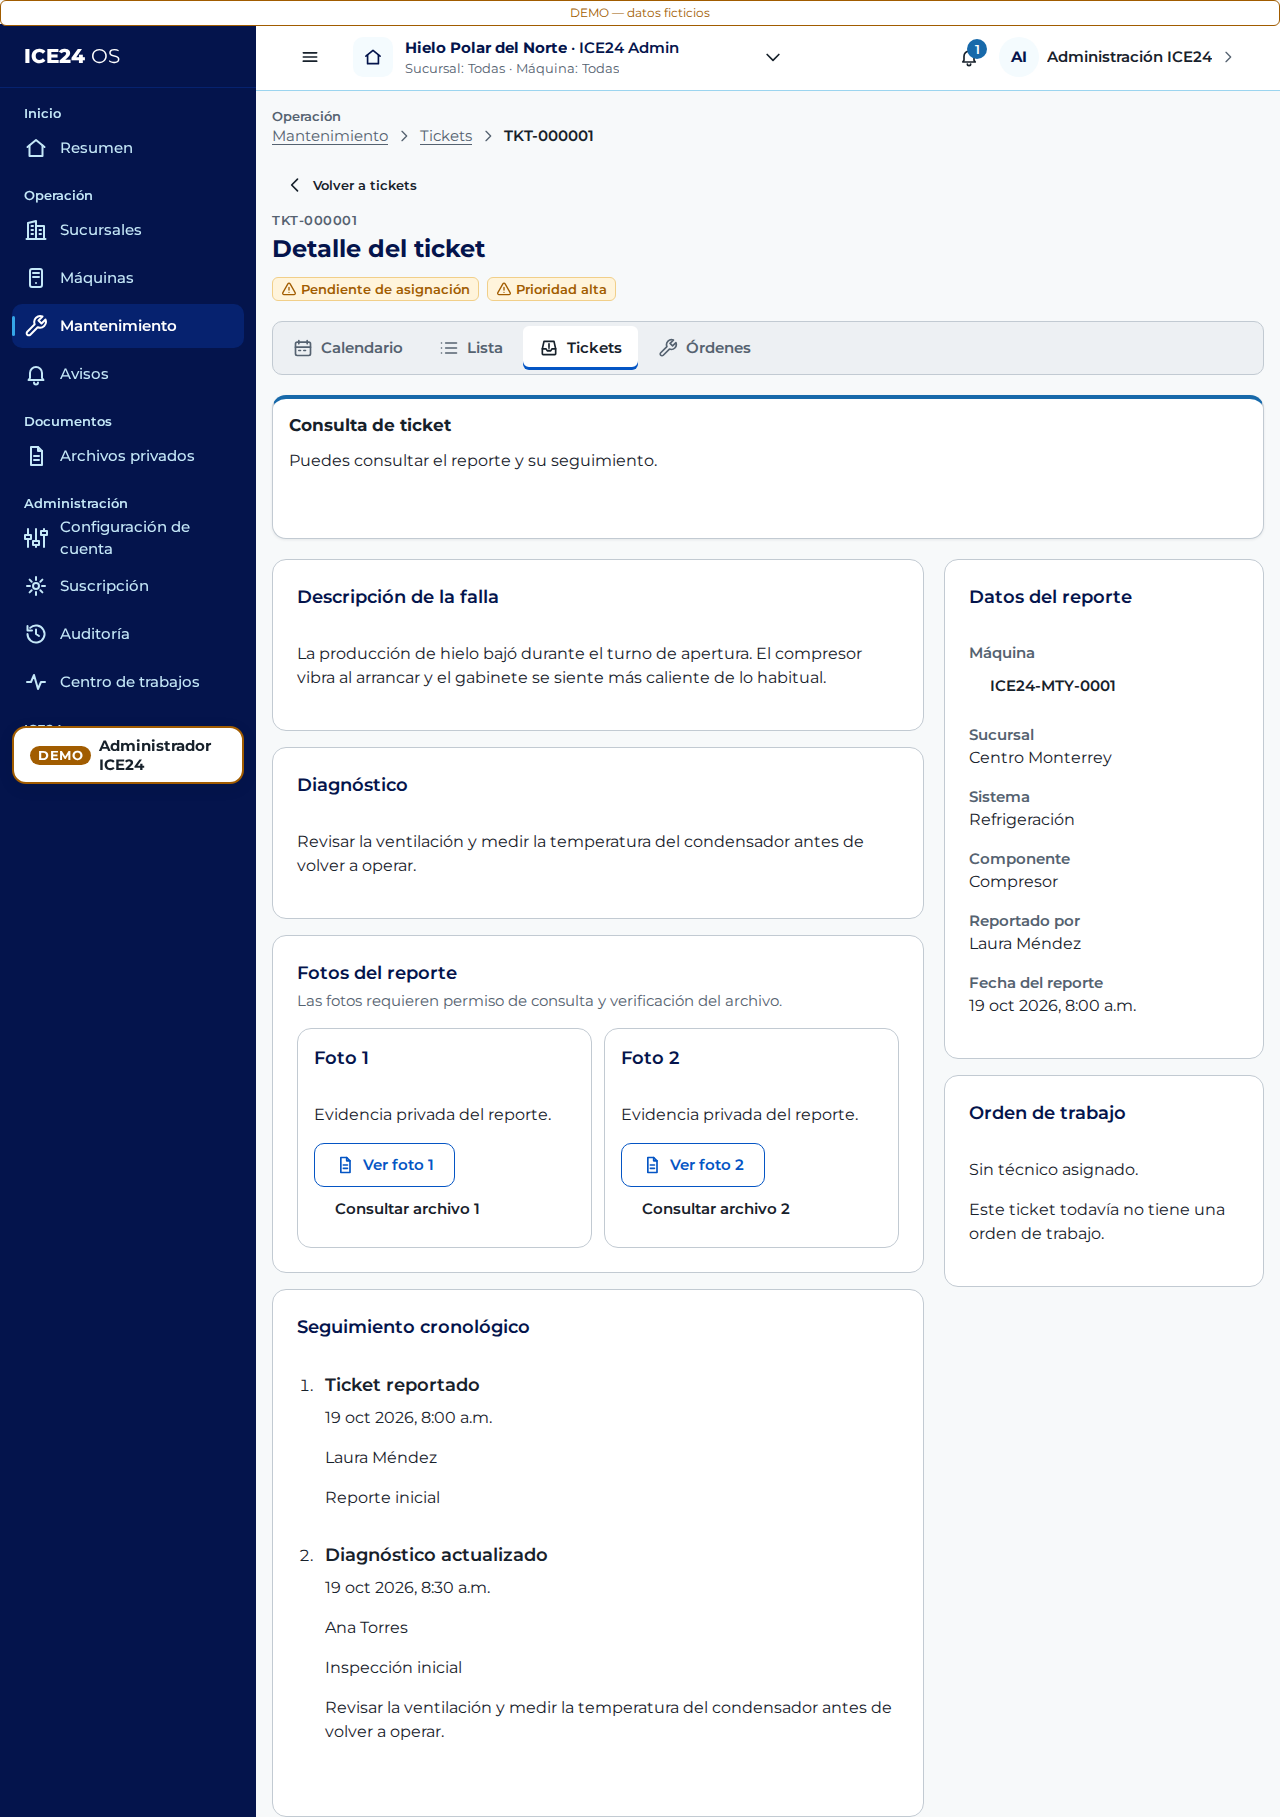 DEMO — datos ficticios
ICE24 OS
Hielo Polar del Norte · ICE24 Admin
Sucursal: Todas · Máquina: Todas
1
AI
Administración ICE24
Inicio
Resumen
Operación
Sucursales
Máquinas
Mantenimiento
Avisos
Documentos
Archivos privados
Administración
Configuración de
cuenta
Suscripción
Auditoría
Centro de trabajos
DEMO
Administrador
ICE24
Operación
Mantenimiento
Tickets
TKT-000001
Volver a tickets
TKT-000001
Detalle del ticket
Pendiente de asignación
Prioridad alta
Calendario
Lista
Tickets
Órdenes
Consulta de ticket
Puedes consultar el reporte y su seguimiento.
Descripción de la falla
La producción de hielo bajó durante el turno de apertura. El compresor
vibra al arrancar y el gabinete se siente más caliente de lo habitual.
Diagnóstico
Revisar la ventilación y medir la temperatura del condensador antes de
volver a operar.
Fotos del reporte
Las fotos requieren permiso de consulta y verificación del archivo.
Foto 1
Evidencia privada del reporte.
Ver foto 1
Consultar archivo 1
Foto 2
Evidencia privada del reporte.
Ver foto 2
Consultar archivo 2
Seguimiento cronológico
1. Ticket reportado
19 oct 2026, 8:00 a.m.
Laura Méndez
Reporte inicial
2. Diagnóstico actualizado
19 oct 2026, 8:30 a.m.
Ana Torres
Inspección inicial
Revisar la ventilación y medir la temperatura del condensador antes de
volver a operar.
Datos del reporte
Máquina
ICE24-MTY-0001
Sucursal
Centro Monterrey
Sistema
Refrigeración
Componente
Compresor
Reportado por
Laura Méndez
Fecha del reporte
19 oct 2026, 8:00 a.m.
Orden de trabajo
Sin técnico asignado.
Este ticket todavía no tiene una
orden de trabajo.